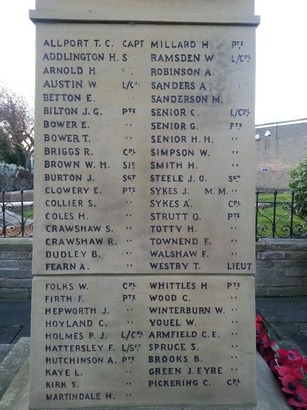 ALLPORT T. C. CAPT
ADDLINGTON H. S
ARNOLD H "
AUSTIN W L/CPL
BETTON E. "
BILTON J. G. PTE
BOWER E. "
BOWER T. "
BRIGGS R. CPL
BROWN W. H. SIG
BURTON J. SGT
CLOWERY E. PTE
COLLIER S. "
COLES H. "
CRAWSHAW S. "
CRAWSHAW R. "
DUDLEY B. "
FEARN A. "
FOLKS W. CPL
FIRTH F. PTE
HEPWORTH J. "
HOYLAND C. "
HOLMES P. J. L/CPL
HATTERSLEY F. L/SGT
HUTCHINSON A. PTE
KAYE L. "
KIRK S. "
MARTINDALE H. "
MILLARD H PTE
RAMSDEN W L/CPL
ROBINSON A. "
SANDERS A "
SANDERSON M. "
SENIOR C. L/CPL
SENIOR G. PTE
SENIOR H. H. "
SIMPSON W. "
SMITH H. "
STEELE J. O. SGT
SYKES J. M. M. "
SYKES A. CPL
STRUTT G. PTE
TOTTY H. "
TOWNEND F. "
WALSHAW F. "
WESTBY T. LIEUT
WHITTLES H PTE
WOOD C. "
WINTERBURN W. "
YOUEL W. "
ARMFIELD C. E. "
SPRUCE S. "
BROOKS B. "
GREEN J. EYRE "
PICKERING C. CPL